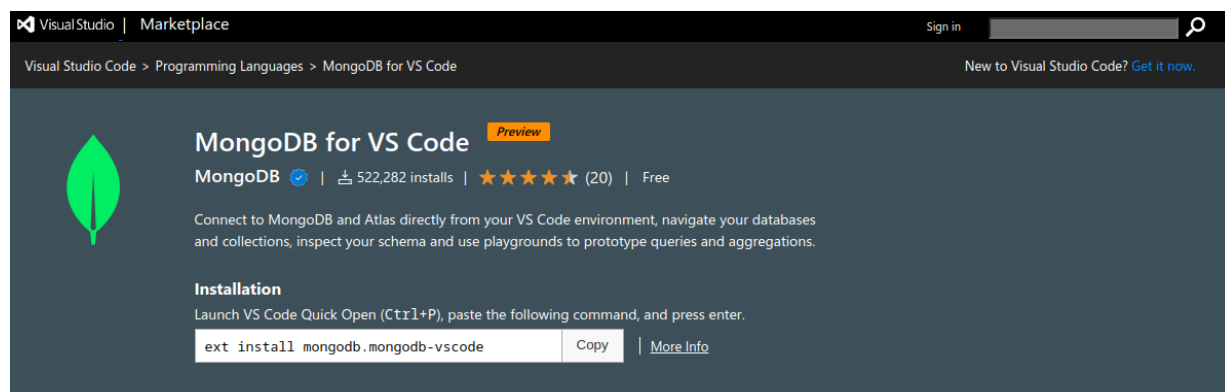 Visual Studio | Marketplace
Sign in
Visual Studio Code > Programming Languages > MongoDB for VS Code
New to Visual Studio Code? Get it now.
MongoDB for VS Code
Preview
MongoDB | 522,282 installs | (20) | Free
Connect to MongoDB and Atlas directly from your VS Code environment, navigate your databases
and collections, inspect your schema and use playgrounds to prototype queries and aggregations.
Installation
Launch VS Code Quick Open (Ctrl+P), paste the following command, and press enter.
ext install mongodb.mongodb-vscode
Copy | More Info